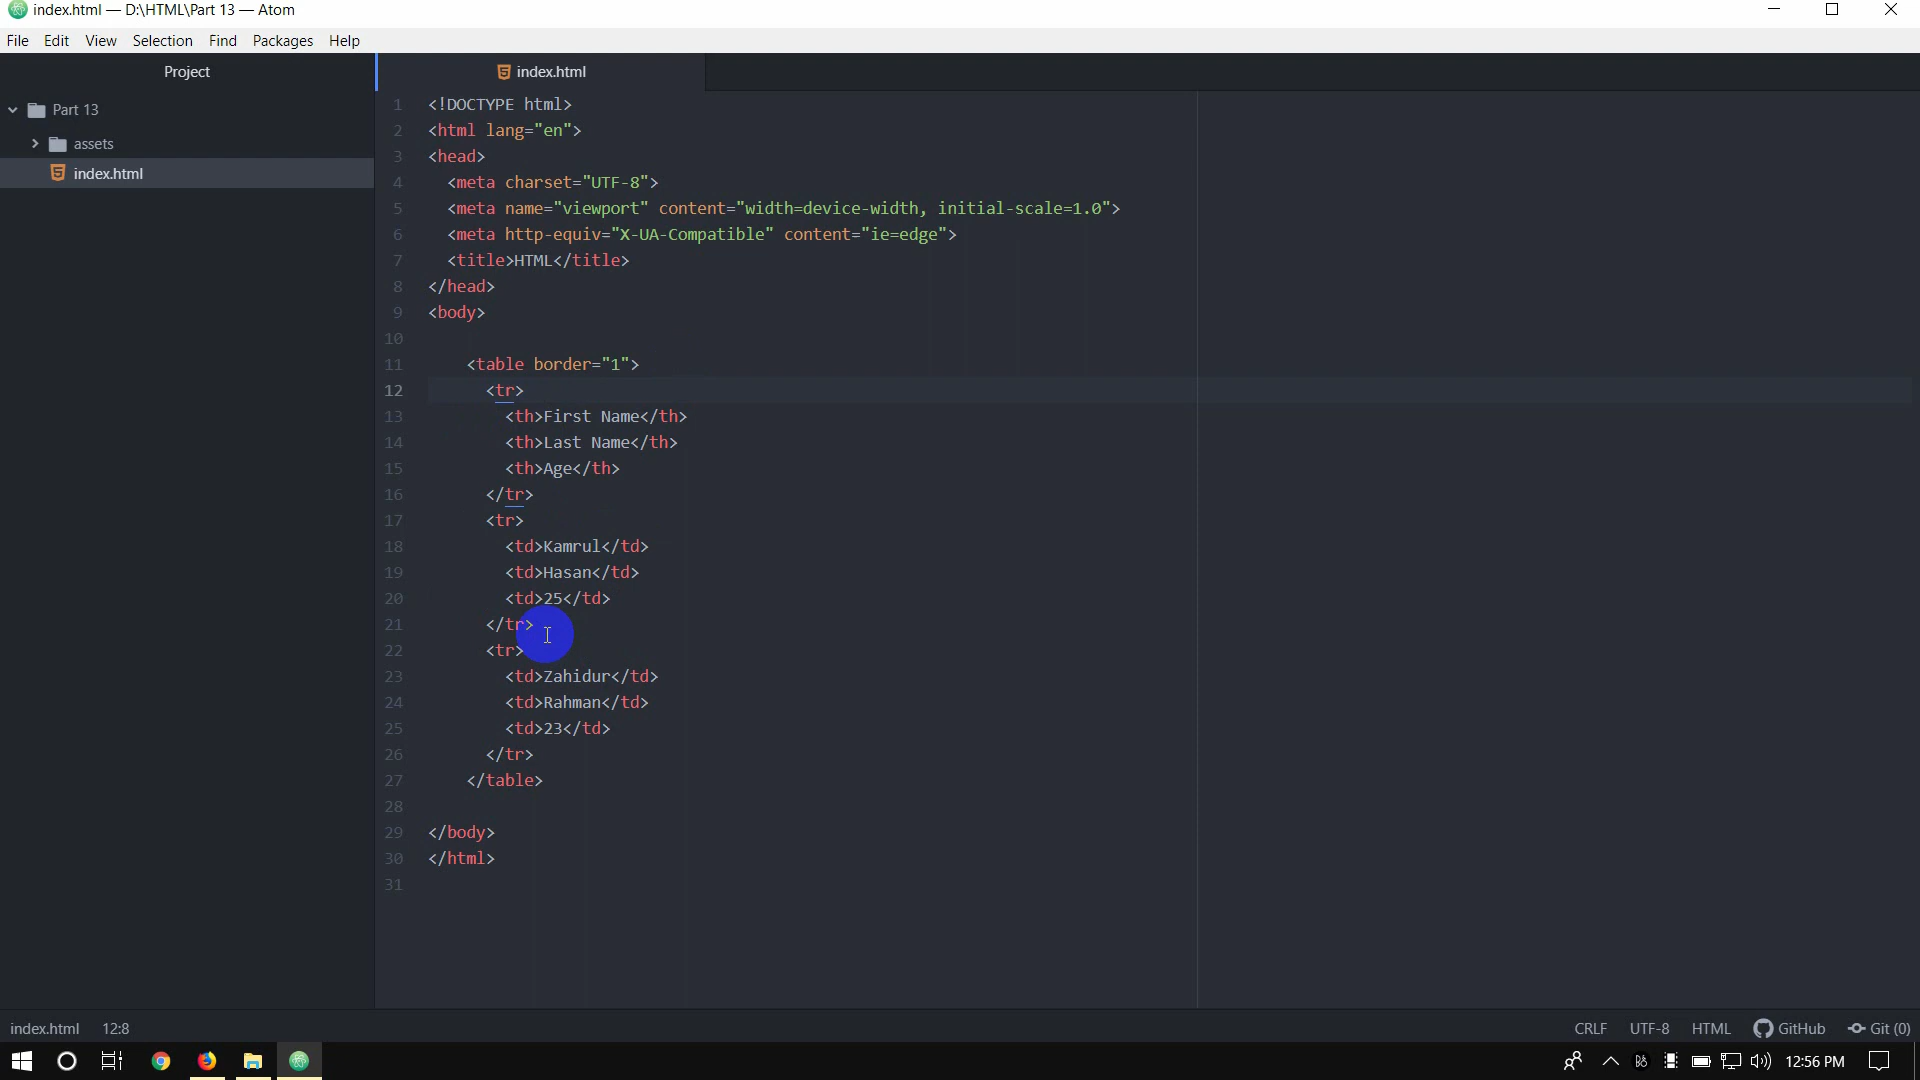 index.html — D:\HTML\Part 13 — Atom
File Edit View Selection Find Packages Help
Project
Part 13
assets
index.html
index.html
1 <!DOCTYPE html>
2 <html lang="en">
3 <head>
4 <meta charset="UTF-8">
5 <meta name="viewport" content="width=device-width, initial-scale=1.0">
6 <meta http-equiv="X-UA-Compatible" content="ie=edge">
7 <title>HTML</title>
8 </head>
9 <body>
10
11 <table border="1">
12 <tr>
13 <th>First Name</th>
14 <th>Last Name</th>
15 <th>Age</th>
16 </tr>
17 <tr>
18 <td>Kamrul</td>
19 <td>Hasan</td>
20 <td>25</td>
21 </tr>
22 <tr>
23 <td>Zahidur</td>
24 <td>Rahman</td>
25 <td>23</td>
26 </tr>
27 </table>
28
29 </body>
30 </html>
31
index.html 12:8 CRLF UTF-8 HTML GitHub Git (0)
12:56 PM